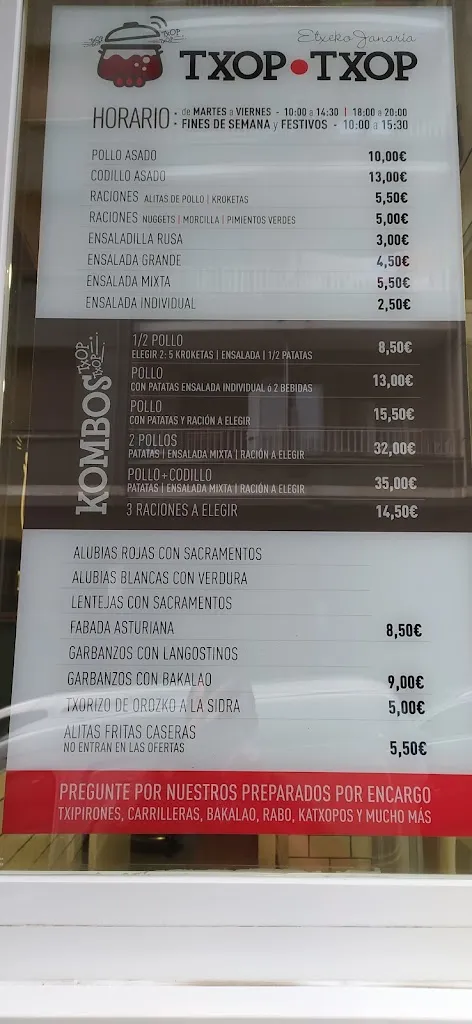 Etxeko Janaria
TXOP TXOP
TXOP • TXOP
HORARIO • de MARTES a VIERNES - 10:00 a 14:30 | 18:00 a 20:00
• FINES DE SEMANA y FESTIVOS - 10:00 a 15:30
POLLO ASADO 10,00€
CODILLO ASADO 13,00€
RACIONES ALITAS DE POLLO | KROKETAS 5,50€
RACIONES NUGGETS | MORCILLA | PIMIENTOS VERDES 5,00€
ENSALADILLA RUSA 3,00€
ENSALADA GRANDE 4,50€
ENSALADA MIXTA 5,50€
ENSALADA INDIVIDUAL 2,50€
KOMBOS TXOP TXOP
1/2 POLLO 8,50€
ELEGIR 2: 5 KROKETAS | ENSALADA | 1/2 PATATAS
POLLO 13,00€
CON PATATAS ENSALADA INDIVIDUAL ó 2 BEBIDAS
POLLO 15,50€
CON PATATAS Y RACIÓN A ELEGIR
2 POLLOS 32,00€
PATATAS | ENSALADA MIXTA | RACIÓN A ELEGIR
POLLO+CODILLO 35,00€
PATATAS | ENSALADA MIXTA | RACIÓN A ELEGIR
3 RACIONES A ELEGIR 14,50€
ALUBIAS ROJAS CON SACRAMENTOS
ALUBIAS BLANCAS CON VERDURA
LENTEJAS CON SACRAMENTOS
FABADA ASTURIANA 8,50€
GARBANZOS CON LANGOSTINOS
GARBANZOS CON BAKALAO 9,00€
TXORIZO DE OROZKO A LA SIDRA 5,00€
ALITAS FRITAS CASERAS 5,50€
NO ENTRAN EN LAS OFERTAS
PREGUNTE POR NUESTROS PREPARADOS POR ENCARGO
TXIPIRONES, CARRILLERAS, BAKALAO, RABO, KATXOPOS Y MUCHO MÁS